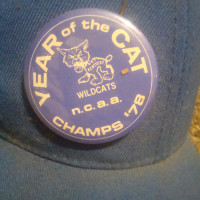 YEAR of the CAT
WILDCATS
n.c.a.a.
CHAMPS '78